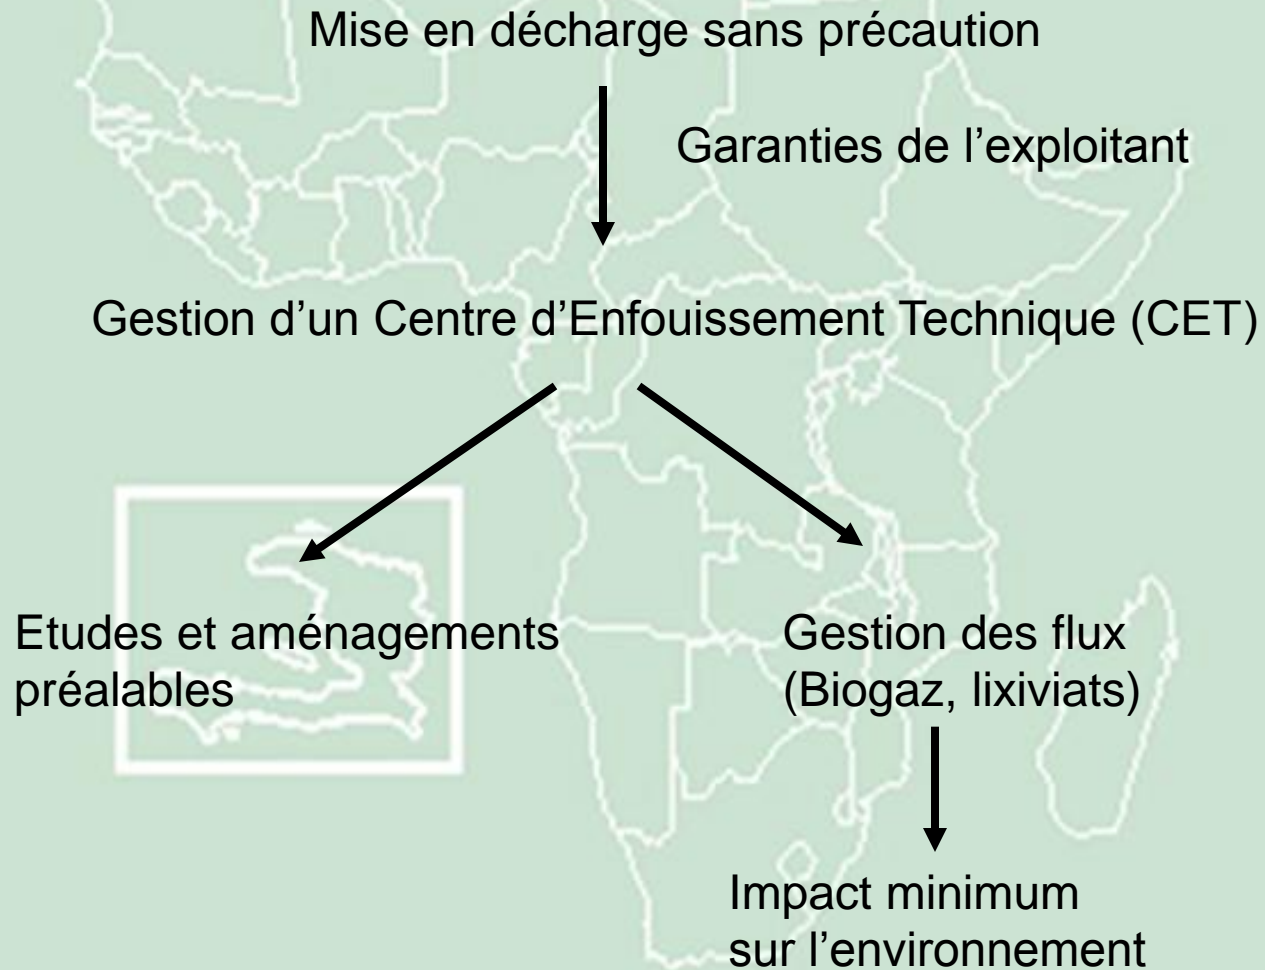 Mise en décharge sans précaution
Garanties de l’exploitant
Gestion d’un Centre d’Enfouissement Technique (CET)
Etudes et aménagements
préalables
Gestion des flux
(Biogaz, lixiviats)
Impact minimum
sur l’environnement